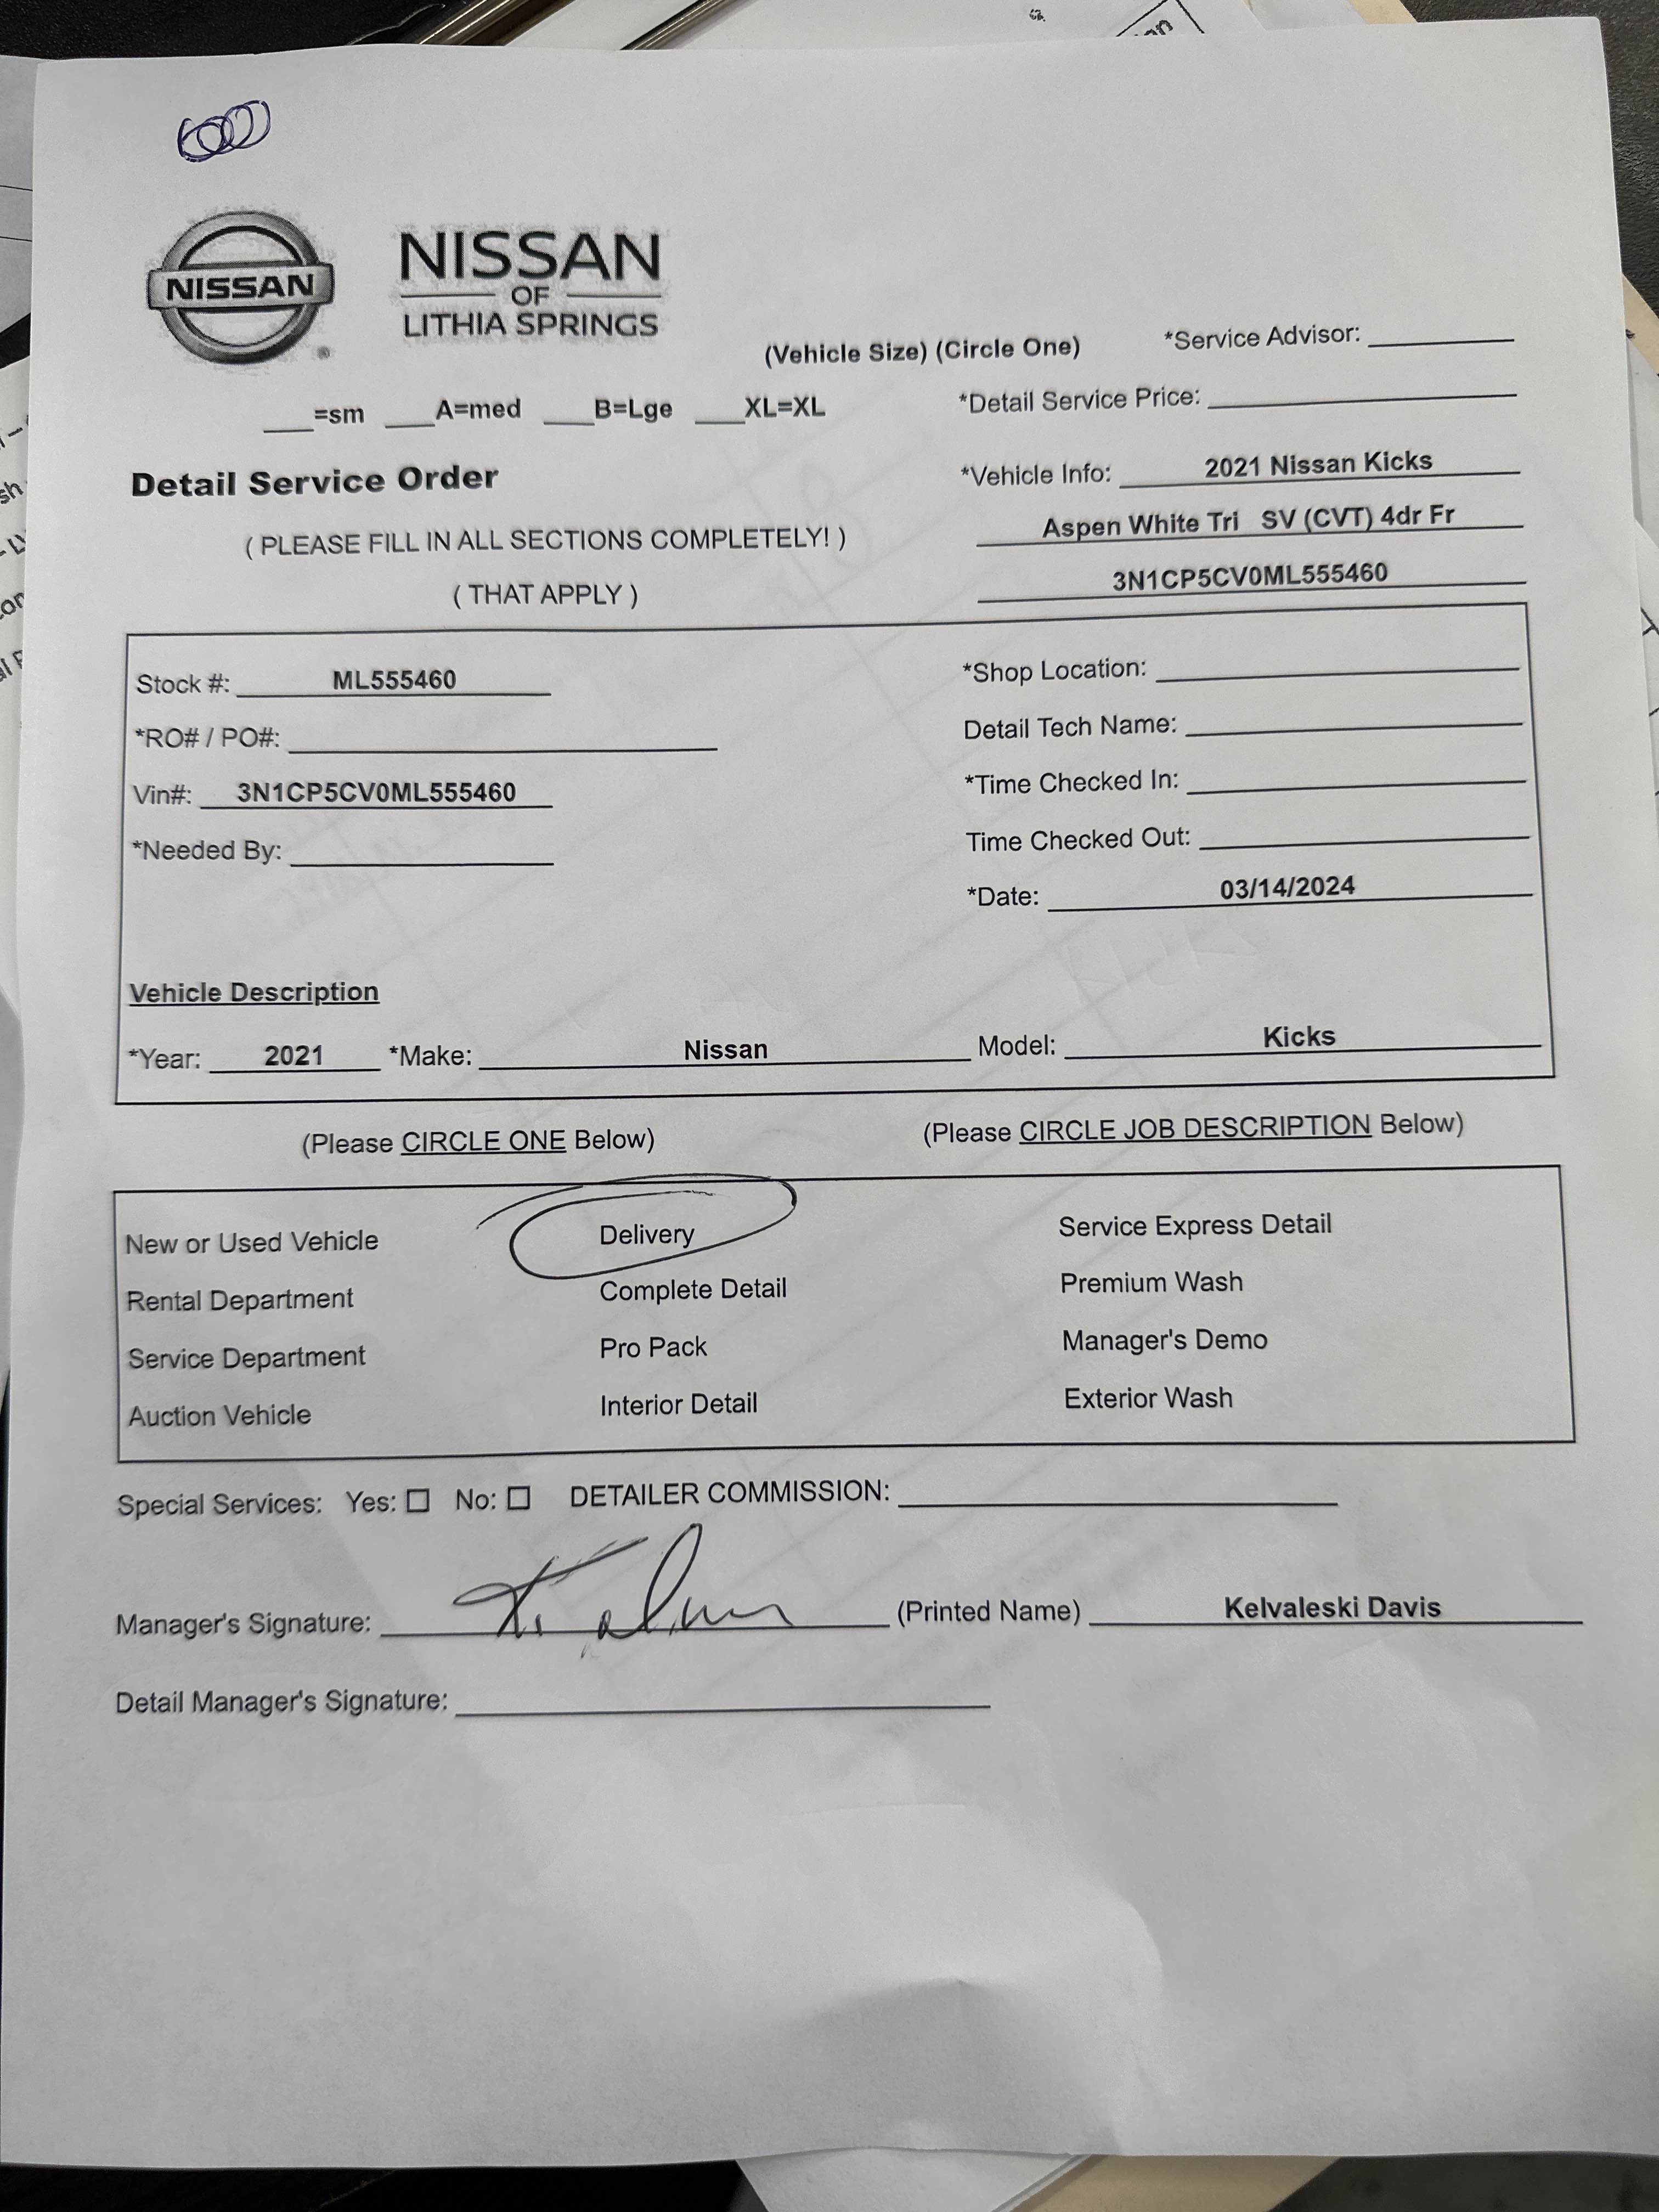 NISSAN
NISSAN
OF
LITHIA SPRINGS
(Vehicle Size) (Circle One)
*Service Advisor:
=sm A=med B=Lge XL=XL
*Detail Service Price:
Detail Service Order
*Vehicle Info: 2021 Nissan Kicks
( PLEASE FILL IN ALL SECTIONS COMPLETELY! )
Aspen White Tri SV (CVT) 4dr Fr
( THAT APPLY )
3N1CP5CV0ML555460
Stock #: ML555460
*Shop Location:
*RO# / PO#:
Detail Tech Name:
Vin#: 3N1CP5CV0ML555460
*Time Checked In:
*Needed By:
Time Checked Out:
*Date: 03/14/2024
Vehicle Description
*Year: 2021 *Make: Nissan Model: Kicks
(Please CIRCLE ONE Below)
(Please CIRCLE JOB DESCRIPTION Below)
New or Used Vehicle Delivery Service Express Detail
Rental Department Complete Detail Premium Wash
Service Department Pro Pack Manager's Demo
Auction Vehicle Interior Detail Exterior Wash
Special Services: Yes: No: DETAILER COMMISSION:
Manager's Signature: (Printed Name) Kelvaleski Davis
Detail Manager's Signature: